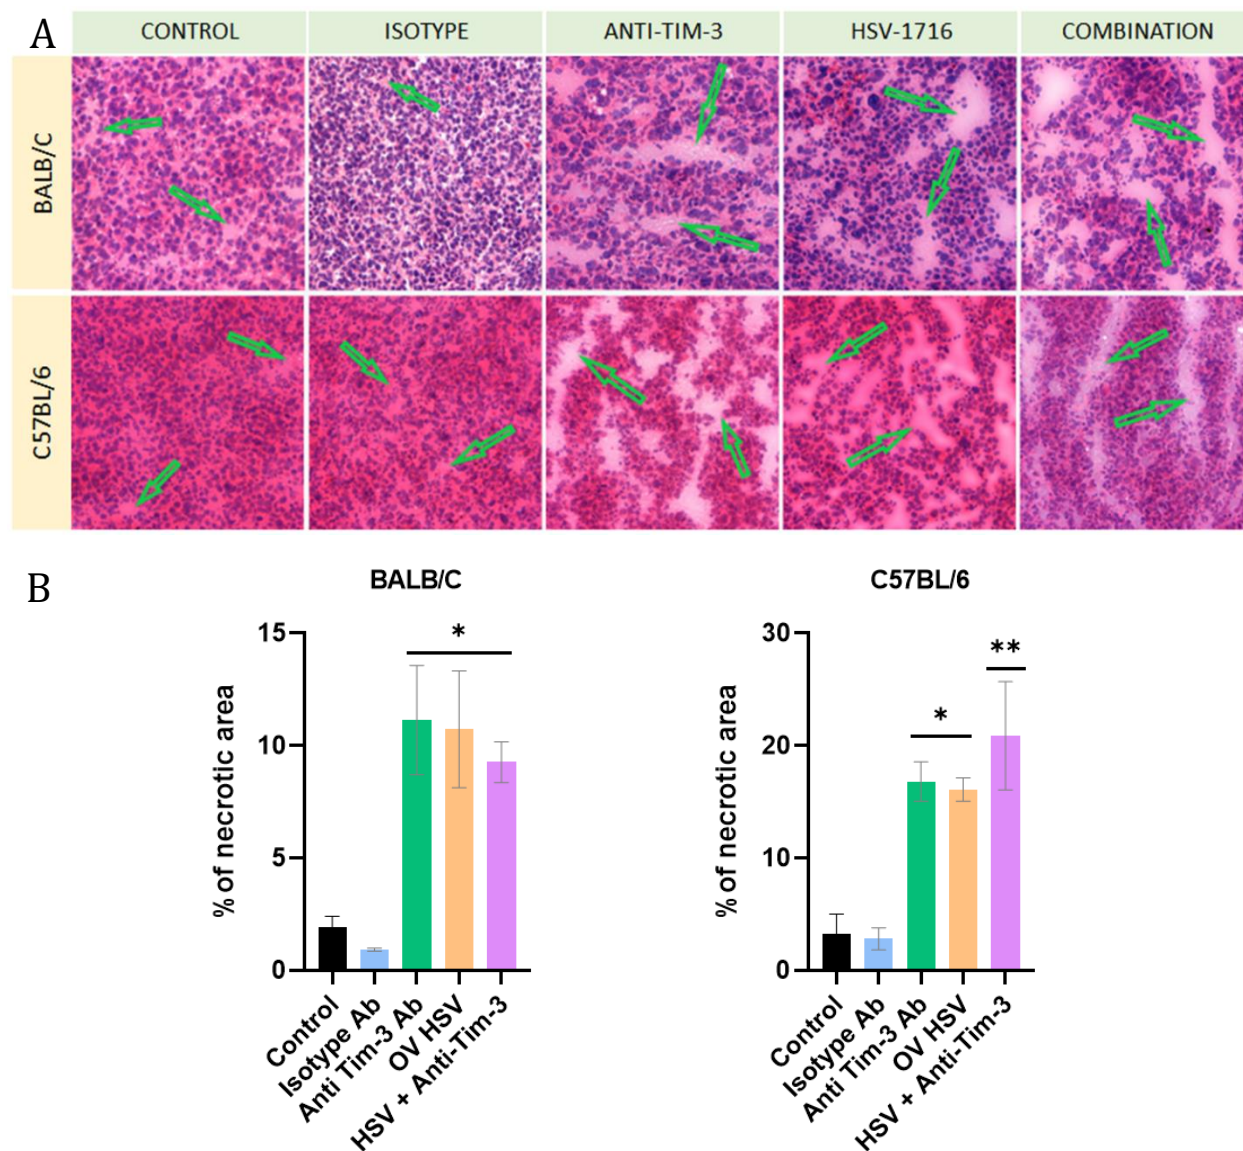 A
CONTROL ISOTYPE ANTI-TIM-3 HSV-1716 COMBINATION
BALB/C
C57BL/6
B
BALB/C
15
10
5
0
% of necrotic area
*
Control
Isotype Ab
Anti Tim-3 Ab
OV HSV
HSV + Anti-Tim-3
C57BL/6
30
20
10
0
% of necrotic area
*
**
Control
Isotype Ab
Anti Tim-3 Ab
OV HSV
HSV + Anti-Tim-3